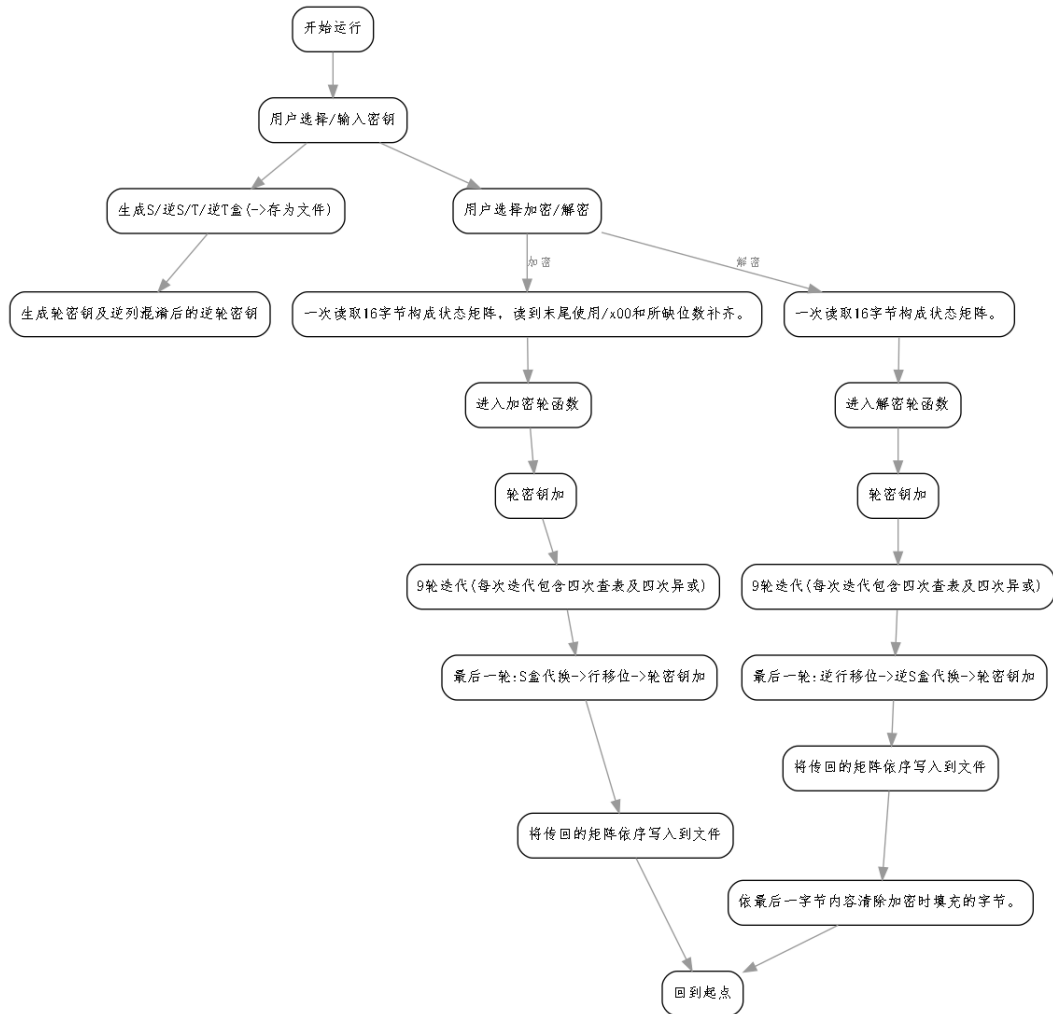 开始运行
用户选择/输入密钥
生成S/逆S/T/逆T盒(->存为文件)
用户选择加密/解密
加密
解密
生成轮密钥及逆列混淆后的逆轮密钥
一次读取16字节构成状态矩阵，读到末尾使用/x00和所缺位数补齐。
一次读取16字节构成状态矩阵。
进入加密轮函数
进入解密轮函数
轮密钥加
轮密钥加
9轮迭代(每次迭代包含四次查表及四次异或)
9轮迭代(每次迭代包含四次查表及四次异或)
最后一轮:S盒代换->行移位->轮密钥加
最后一轮:逆行移位->逆S盒代换->轮密钥加
将传回的矩阵依序写入到文件
将传回的矩阵依序写入到文件
依最后一字节内容清除加密时填充的字节。
回到起点